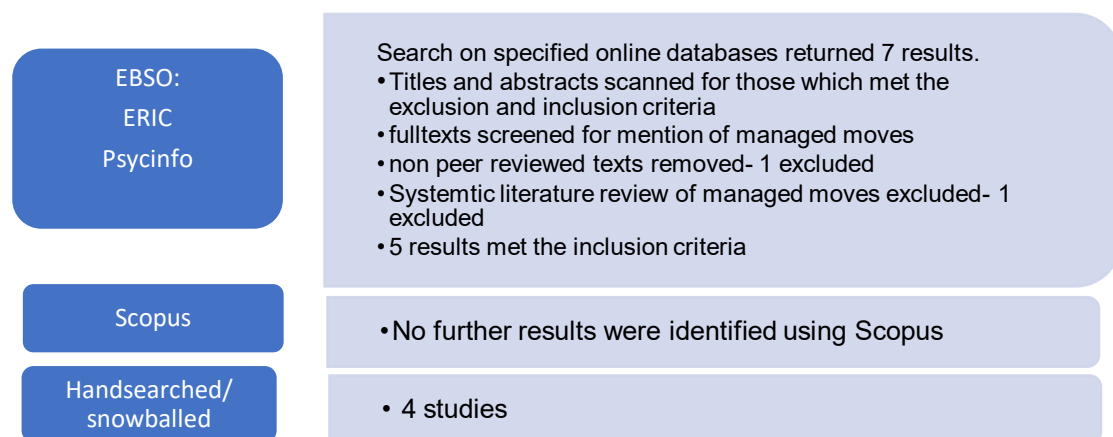 EBSO:
ERIC
Psycinfo
Search on specified online databases returned 7 results.
•Titles and abstracts scanned for those which met the
exclusion and inclusion criteria
•fulltexts screened for mention of managed moves
•non peer reviewed texts removed- 1 excluded
•Systemtic literature review of managed moves excluded- 1
excluded
•5 results met the inclusion criteria
Scopus
•No further results were identified using Scopus
Handsearched/
snowballed
• 4 studies